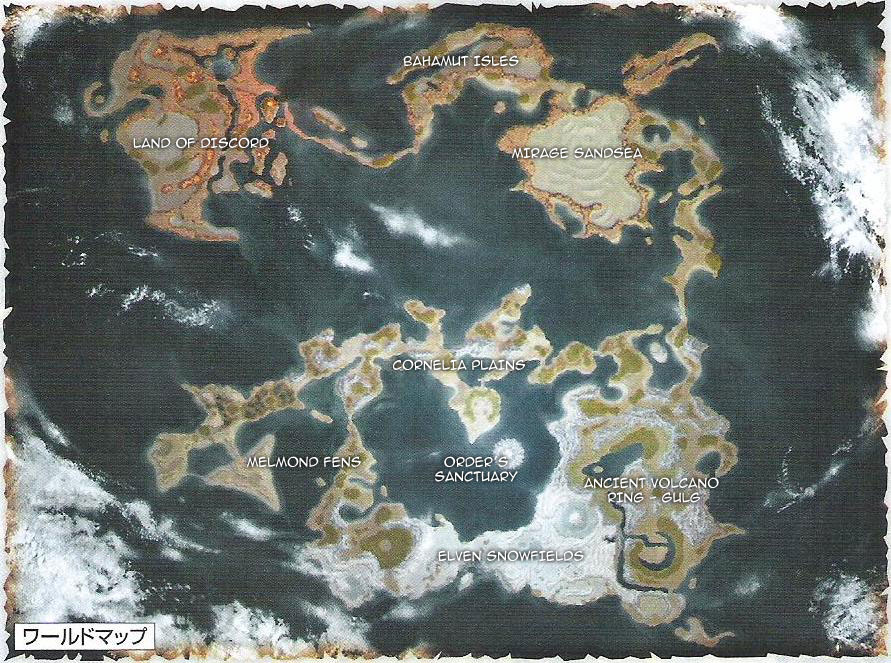 BAHAMUT ISLES
LAND OF DISCORD
MIRAGE SANDSEA
CORNELIA PLAINS
MELMOND FENS
ORDER'S
SANCTUARY
ANCIENT VOLCANO
RING - GULG
ELVEN SNOWFIELDS
ワールドマップ